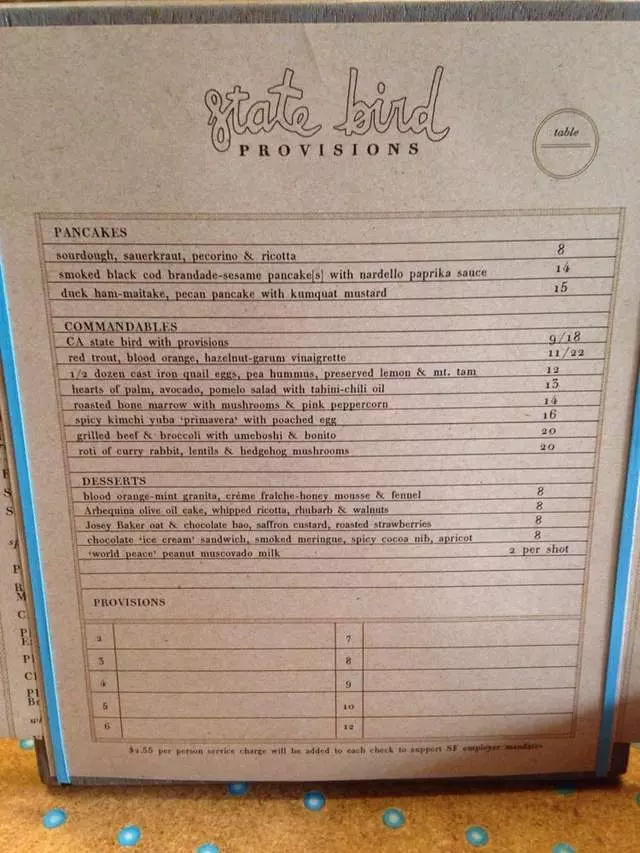 state bird
PROVISIONS
table
PANCAKES
sourdough, sauerkraut, pecorino & ricotta 8
smoked black cod brandade-sesame pancake[s] with nardello paprika sauce 14
duck ham-maitake, pecan pancake with kumquat mustard 15
COMMANDABLES
CA state bird with provisions 9/18
red trout, blood orange, hazelnut-garum vinaigrette 11/22
1/2 dozen cast iron quail eggs, pea hummus, preserved lemon & mt. tam 12
hearts of palm, avocado, pomelo salad with tahini-chili oil 13
roasted bone marrow with mushrooms & pink peppercorn 14
spicy kimchi yuba 'primavera' with poached egg 16
grilled beef & broccoli with umeboshi & bonito 20
roti of curry rabbit, lentils & hedgehog mushrooms 20
DESSERTS
blood orange-mint granita, créme fraîche-honey mousse & fennel 8
Arbequina olive oil cake, whipped ricotta, rhubarb & walnuts 8
Josey Baker oat & chocolate bao, saffron custard, roasted strawberries 8
chocolate 'ice cream' sandwich, smoked meringue, spicy cocoa nib, apricot 8
'world peace' peanut muscovado milk 2 per shot
PROVISIONS
2 7
3 8
4 9
5 10
6 12
$2.55 per person service charge will be added to each check to support SF employer mandates